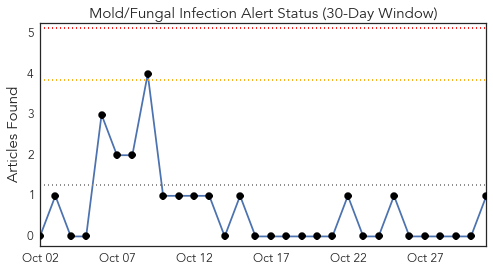 Mold/Fungal Infection Alert Status (30-Day Window)
Articles Found
5
4
3
2
1
0
Oct 02 Oct 07 Oct 12 Oct 17 Oct 22 Oct 27